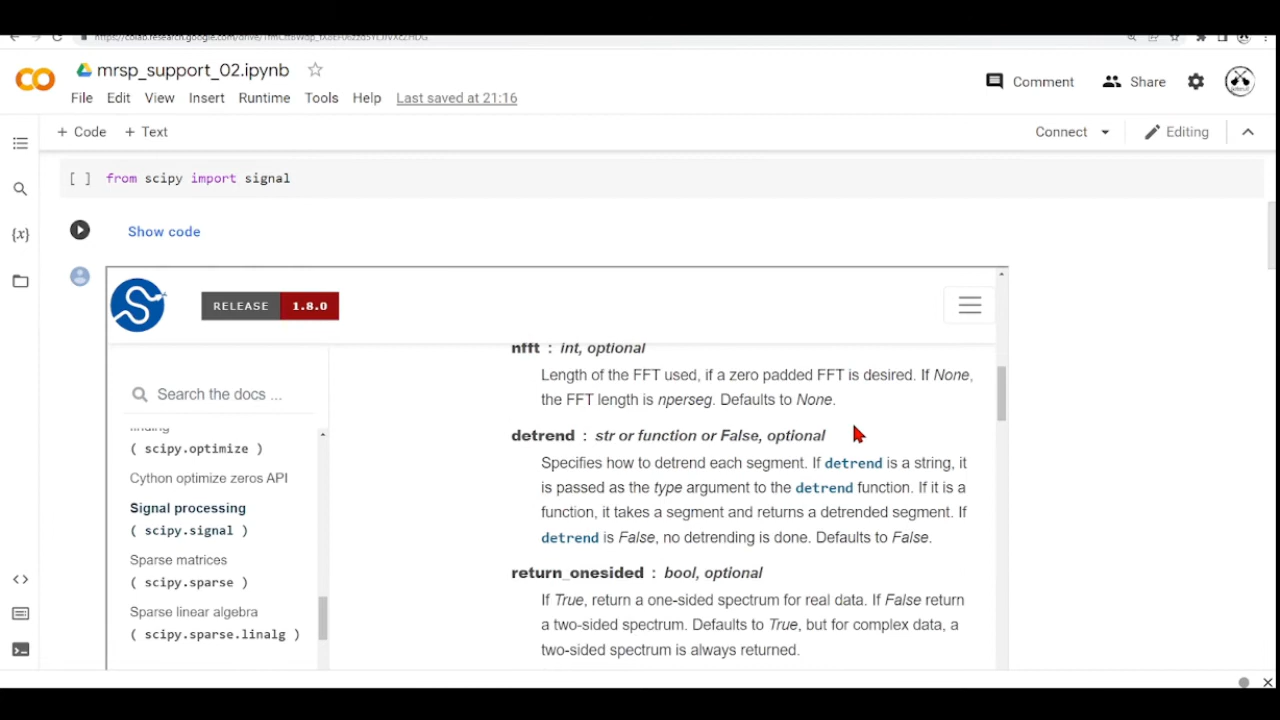 mrsp_support_02.ipynb
File Edit View Insert Runtime Tools Help Last saved at 21:16
Comment Share
+ Code + Text
Connect Editing
[ ] from scipy import signal
{x}
Show code
RELEASE 1.8.0
Search the docs ...
( scipy.optimize )
Cython optimize zeros API
Signal processing
( scipy.signal )
Sparse matrices
( scipy.sparse )
Sparse linear algebra
( scipy.sparse.linalg )
nfft : int, optional
Length of the FFT used, if a zero padded FFT is desired. If None,
the FFT length is nperseg. Defaults to None.
detrend : str or function or False, optional
Specifies how to detrend each segment. If detrend is a string, it
is passed as the type argument to the detrend function. If it is a
function, it takes a segment and returns a detrended segment. If
detrend is False, no detrending is done. Defaults to False.
return_onesided : bool, optional
If True, return a one-sided spectrum for real data. If False return
a two-sided spectrum. Defaults to True, but for complex data, a
two-sided spectrum is always returned.